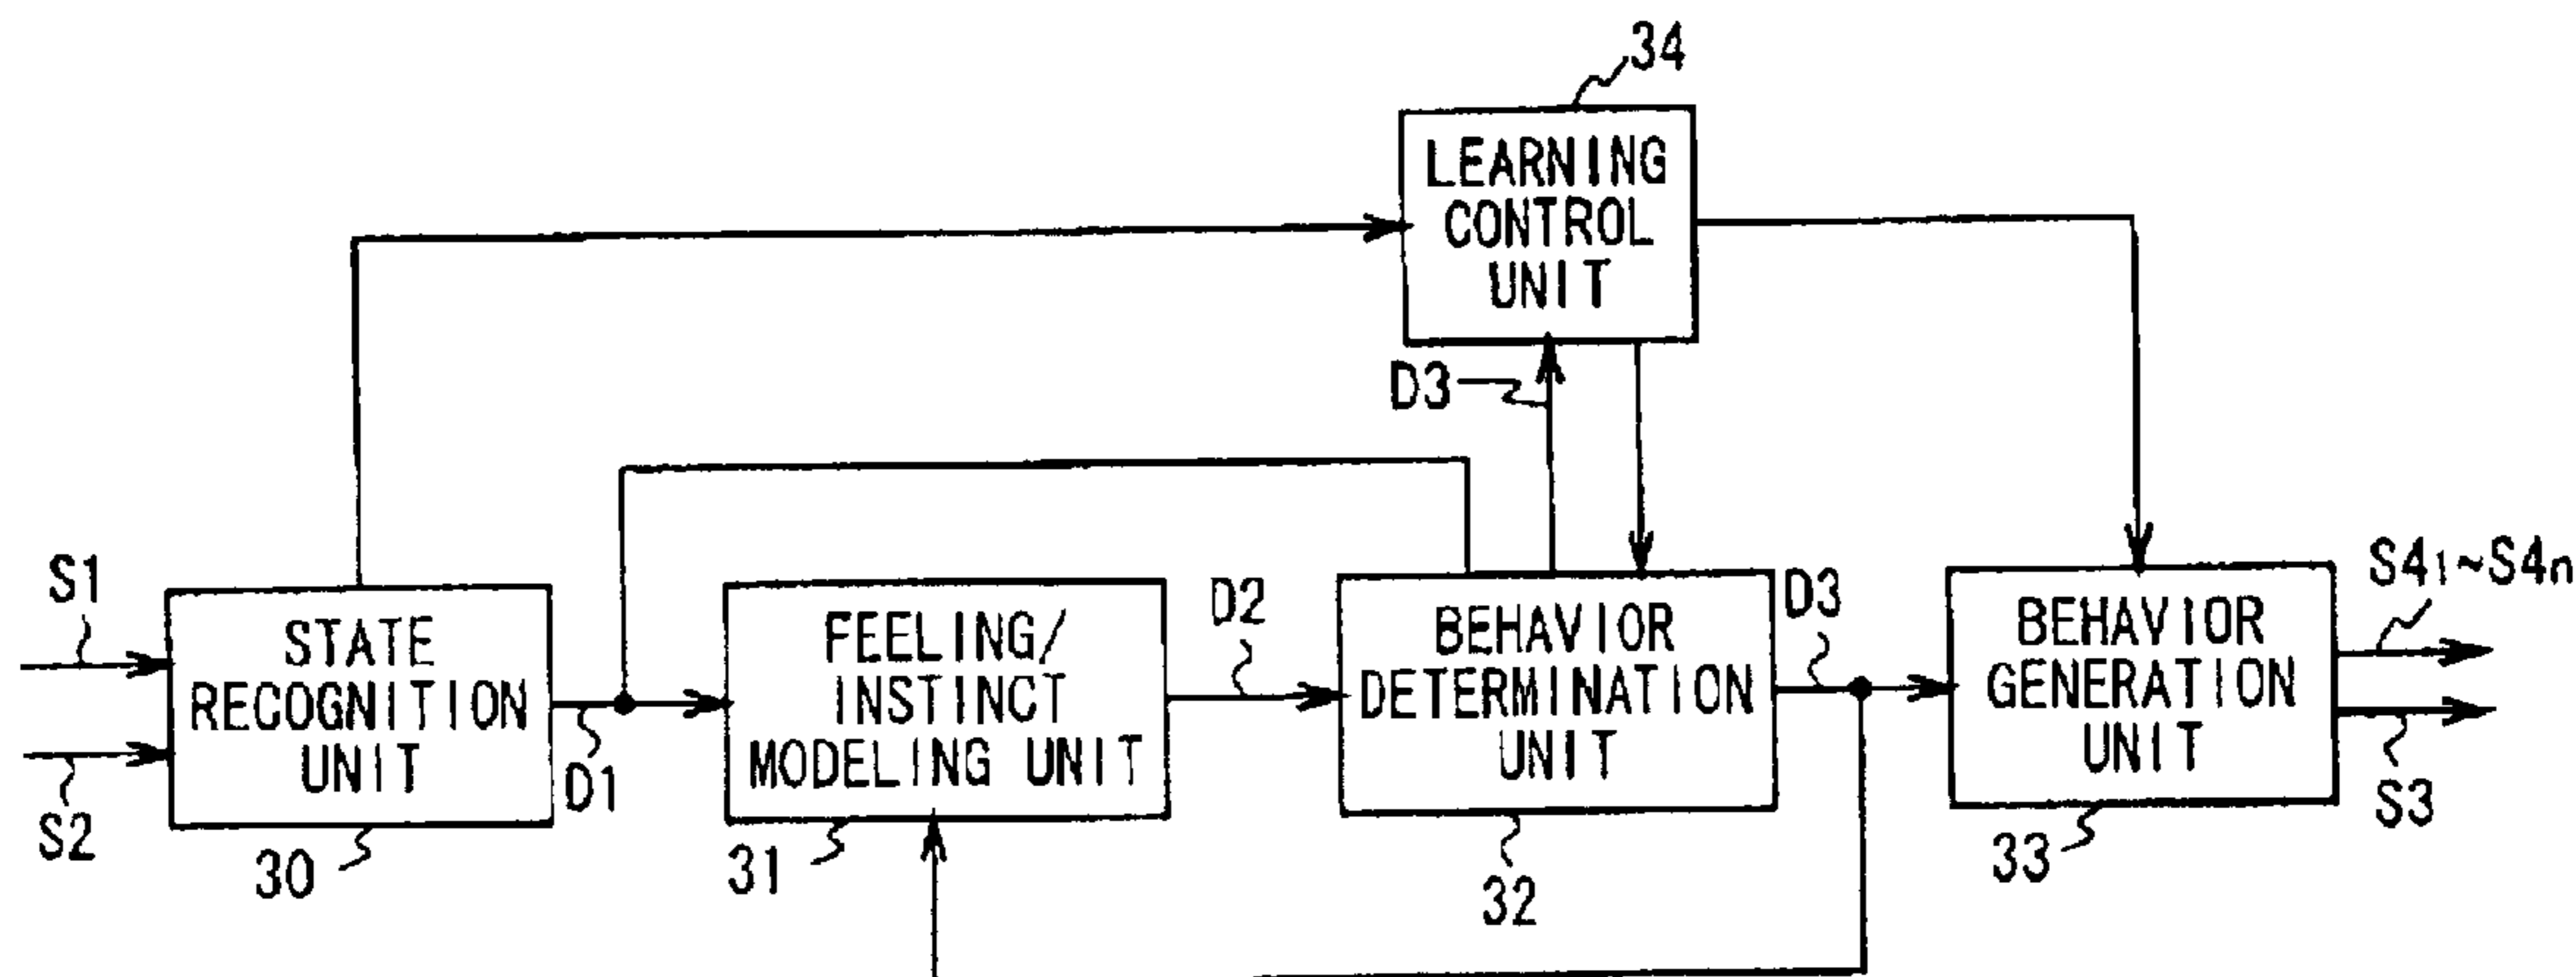 34
LEARNING
CONTROL
UNIT
D3
S1
S2
STATE
RECOGNITION
UNIT
30
D1
FEELING/
INSTINCT
MODELING UNIT
31
D2
BEHAVIOR
DETERMINATION
UNIT
32
D3
BEHAVIOR
GENERATION
UNIT
33
S41~S4n
S3